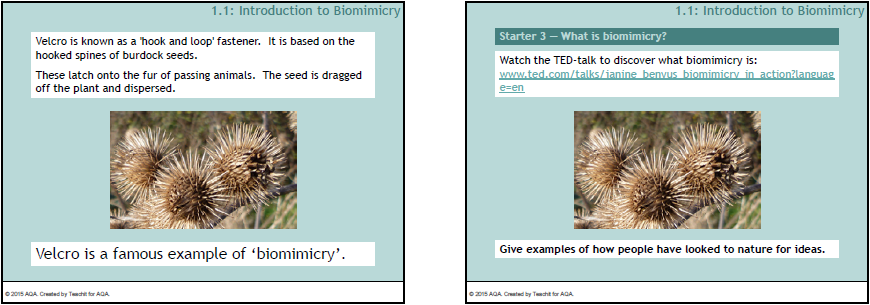 1.1: Introduction to Biomimicry
Velcro is known as a 'hook and loop' fastener. It is based on the
hooked spines of burdock seeds.
These latch onto the fur of passing animals. The seed is dragged
off the plant and dispersed.
Velcro is a famous example of ‘biomimicry’.
© 2015 AQA. Created by Teachit for AQA.
1.1: Introduction to Biomimicry
Starter 3 — What is biomimicry?
Watch the TED-talk to discover what biomimicry is:
www.ted.com/talks/janine_benyus_biomimicry_in_action?languag
e=en
Give examples of how people have looked to nature for ideas.
© 2015 AQA. Created by Teachit for AQA.